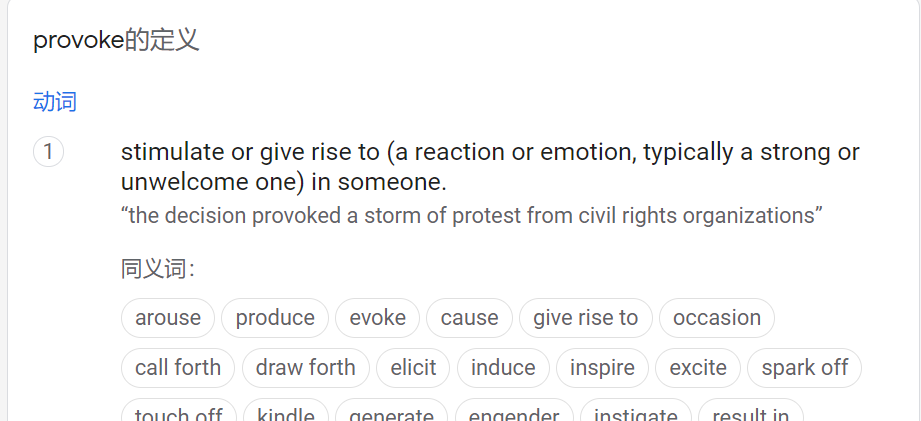 provoke的定义
动词
1
stimulate or give rise to (a reaction or emotion, typically a strong or
unwelcome one) in someone.
“the decision provoked a storm of protest from civil rights organizations”
同义词：
arouse produce evoke cause give rise to occasion
call forth draw forth elicit induce inspire excite spark off
touch off kindle generate engender instigate result in